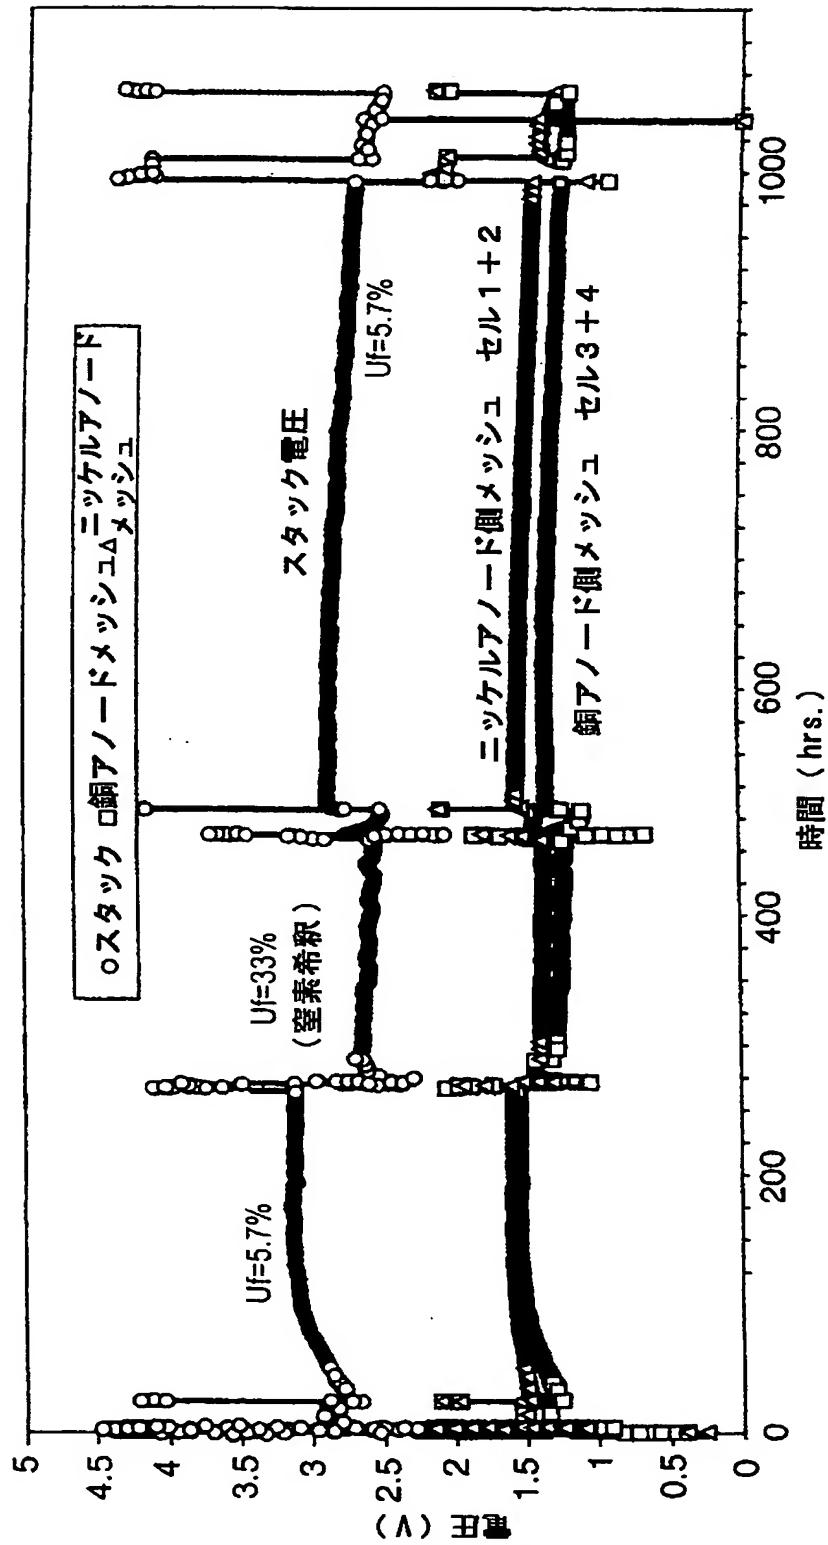 ○スタック □銅アノードメッシュ△ニッケルアノード
メッシュ
スタック電圧
Uf=5.7%
Uf=33%
(窒素希釈)
Uf=5.7%
ニッケルアノード側メッシュ セル1+2
銅アノード側メッシュ セル3+4
電圧(V)
5
4.5
4
3.5
3
2.5
2
1.5
1
0.5
0
0
200
400
600
800
1000
時間(hrs.)